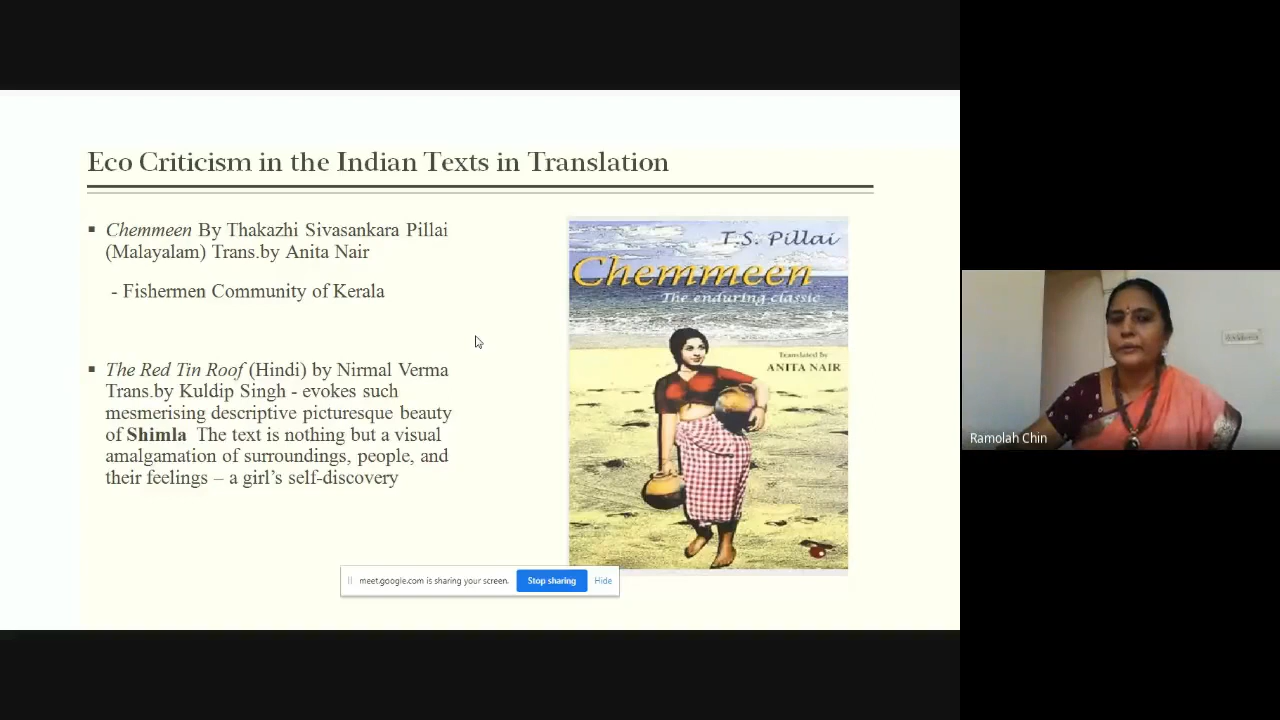 Eco Criticism in the Indian Texts in Translation
▪ Chemmeen By Thakazhi Sivasankara Pillai
(Malayalam) Trans.by Anita Nair
- Fishermen Community of Kerala
▪ The Red Tin Roof (Hindi) by Nirmal Verma
Trans.by Kuldip Singh - evokes such
mesmerising descriptive picturesque beauty
of Shimla The text is nothing but a visual
amalgamation of surroundings, people, and
their feelings – a girl's self-discovery
T.S. Pillai
Chemmeen
The enduring classic
Translated by
ANITA NAIR
meet.google.com is sharing your screen.
Stop sharing
Hide
Ramolah Chin